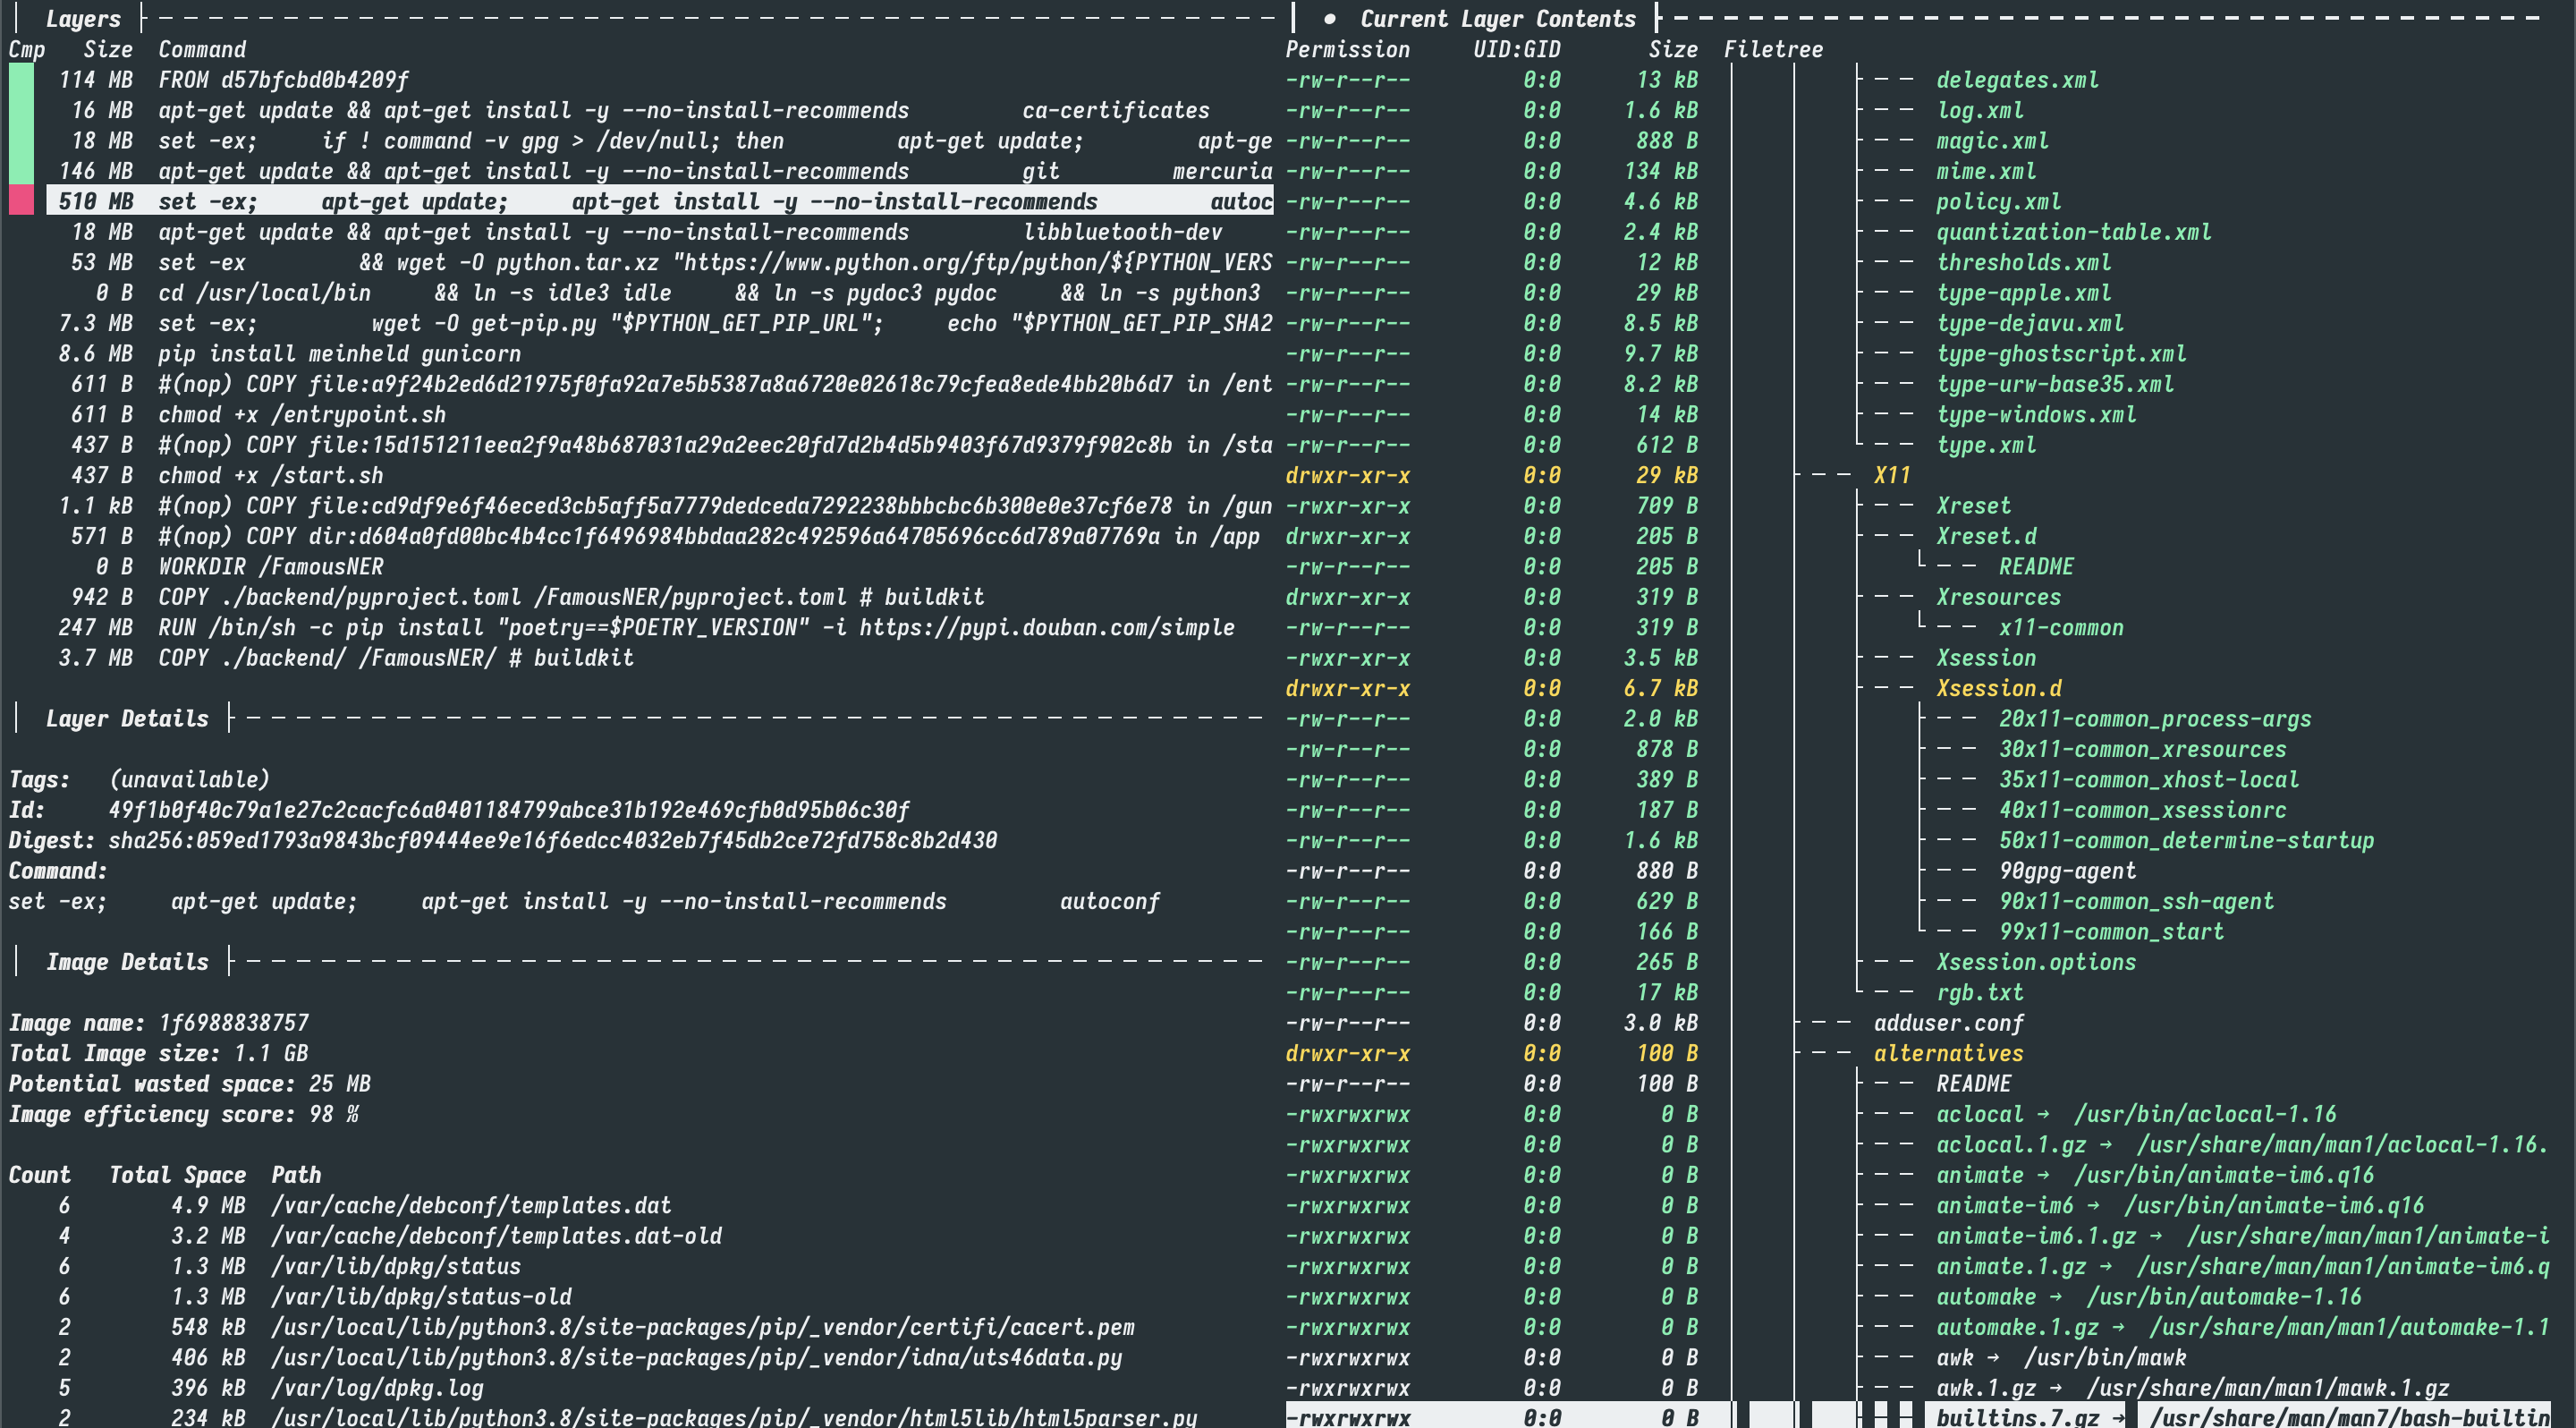 Layers
Cmp Size Command
114 MB FROM d57bfcbd0b4209f
16 MB apt-get update && apt-get install -y --no-install-recommends ca-certificates
18 MB set -ex; if ! command -v gpg > /dev/null; then apt-get update; apt-ge
146 MB apt-get update && apt-get install -y --no-install-recommends git mercuria
510 MB set -ex; apt-get update; apt-get install -y --no-install-recommends autoc
18 MB apt-get update && apt-get install -y --no-install-recommends libbluetooth-dev
53 MB set -ex && wget -O python.tar.xz "https://www.python.org/ftp/python/${PYTHON_VERS
0 B cd /usr/local/bin && ln -s idle3 idle && ln -s pydoc3 pydoc && ln -s python3
7.3 MB set -ex; wget -O get-pip.py "$PYTHON_GET_PIP_URL"; echo "$PYTHON_GET_PIP_SHA2
8.6 MB pip install meinheld gunicorn
611 B #(nop) COPY file:a9f24b2ed6d21975f0fa92a7e5b5387a8a6720e02618c79cfea8ede4bb20b6d7 in /ent
611 B chmod +x /entrypoint.sh
437 B #(nop) COPY file:15d151211eea2f9a48b687031a29a2eec20fd7d2b4d5b9403f67d9379f902c8b in /sta
437 B chmod +x /start.sh
1.1 kB #(nop) COPY file:cd9df9e6f46eced3cb5aff5a7779dedceda7292238bbbcbc6b300e0e37cf6e78 in /gun
571 B #(nop) COPY dir:d604a0fd00bc4b4cc1f6496984bbdaa282c492596a64705696cc6d789a07769a in /app
0 B WORKDIR /FamousNER
942 B COPY ./backend/pyproject.toml /FamousNER/pyproject.toml # buildkit
247 MB RUN /bin/sh -c pip install "poetry==$POETRY_VERSION" -i https://pypi.douban.com/simple
3.7 MB COPY ./backend/ /FamousNER/ # buildkit
Layer Details
Tags: (unavailable)
Id: 49f1b0f40c79a1e27c2cacfc6a0401184799abce31b192e469cfb0d95b06c30f
Digest: sha256:059ed1793a9843bcf09444ee9e16f6edcc4032eb7f45db2ce72fd758c8b2d430
Command:
set -ex; apt-get update; apt-get install -y --no-install-recommends autoconf
Image Details
Image name: 1f6988838757
Total Image size: 1.1 GB
Potential wasted space: 25 MB
Image efficiency score: 98 %
Count Total Space Path
6 4.9 MB /var/cache/debconf/templates.dat
4 3.2 MB /var/cache/debconf/templates.dat-old
6 1.3 MB /var/lib/dpkg/status
6 1.3 MB /var/lib/dpkg/status-old
2 548 kB /usr/local/lib/python3.8/site-packages/pip/_vendor/certifi/cacert.pem
2 406 kB /usr/local/lib/python3.8/site-packages/pip/_vendor/idna/uts46data.py
5 396 kB /var/log/dpkg.log
2 234 kB /usr/local/lib/python3.8/site-packages/pip/_vendor/html5lib/html5parser.py
● Current Layer Contents
Permission UID:GID Size Filetree
-rw-r--r-- 0:0 13 kB delegates.xml
-rw-r--r-- 0:0 1.6 kB log.xml
-rw-r--r-- 0:0 888 B magic.xml
-rw-r--r-- 0:0 134 kB mime.xml
-rw-r--r-- 0:0 4.6 kB policy.xml
-rw-r--r-- 0:0 2.4 kB quantization-table.xml
-rw-r--r-- 0:0 12 kB thresholds.xml
-rw-r--r-- 0:0 29 kB type-apple.xml
-rw-r--r-- 0:0 8.5 kB type-dejavu.xml
-rw-r--r-- 0:0 9.7 kB type-ghostscript.xml
-rw-r--r-- 0:0 8.2 kB type-urw-base35.xml
-rw-r--r-- 0:0 14 kB type-windows.xml
-rw-r--r-- 0:0 612 B type.xml
drwxr-xr-x 0:0 29 kB X11
-rwxr-xr-x 0:0 709 B Xreset
drwxr-xr-x 0:0 205 B Xreset.d
-rw-r--r-- 0:0 205 B README
drwxr-xr-x 0:0 319 B Xresources
-rw-r--r-- 0:0 319 B x11-common
-rwxr-xr-x 0:0 3.5 kB Xsession
drwxr-xr-x 0:0 6.7 kB Xsession.d
-rw-r--r-- 0:0 2.0 kB 20x11-common_process-args
-rw-r--r-- 0:0 878 B 30x11-common_xresources
-rw-r--r-- 0:0 389 B 35x11-common_xhost-local
-rw-r--r-- 0:0 187 B 40x11-common_xsessionrc
-rw-r--r-- 0:0 1.6 kB 50x11-common_determine-startup
-rw-r--r-- 0:0 880 B 90gpg-agent
-rw-r--r-- 0:0 629 B 90x11-common_ssh-agent
-rw-r--r-- 0:0 166 B 99x11-common_start
-rw-r--r-- 0:0 265 B Xsession.options
-rw-r--r-- 0:0 17 kB rgb.txt
-rw-r--r-- 0:0 3.0 kB adduser.conf
drwxr-xr-x 0:0 100 B alternatives
-rw-r--r-- 0:0 100 B README
-rwxrwxrwx 0:0 0 B aclocal → /usr/bin/aclocal-1.16
-rwxrwxrwx 0:0 0 B aclocal.1.gz → /usr/share/man/man1/aclocal-1.16.
-rwxrwxrwx 0:0 0 B animate → /usr/bin/animate-im6.q16
-rwxrwxrwx 0:0 0 B animate-im6 → /usr/bin/animate-im6.q16
-rwxrwxrwx 0:0 0 B animate-im6.1.gz → /usr/share/man/man1/animate-i
-rwxrwxrwx 0:0 0 B animate.1.gz → /usr/share/man/man1/animate-im6.q
-rwxrwxrwx 0:0 0 B automake → /usr/bin/automake-1.16
-rwxrwxrwx 0:0 0 B automake.1.gz → /usr/share/man/man1/automake-1.1
-rwxrwxrwx 0:0 0 B awk → /usr/bin/mawk
-rwxrwxrwx 0:0 0 B awk.1.gz → /usr/share/man/man1/mawk.1.gz
-rwxrwxrwx 0:0 0 B builtins.7.gz → /usr/share/man/man7/bash-builtin